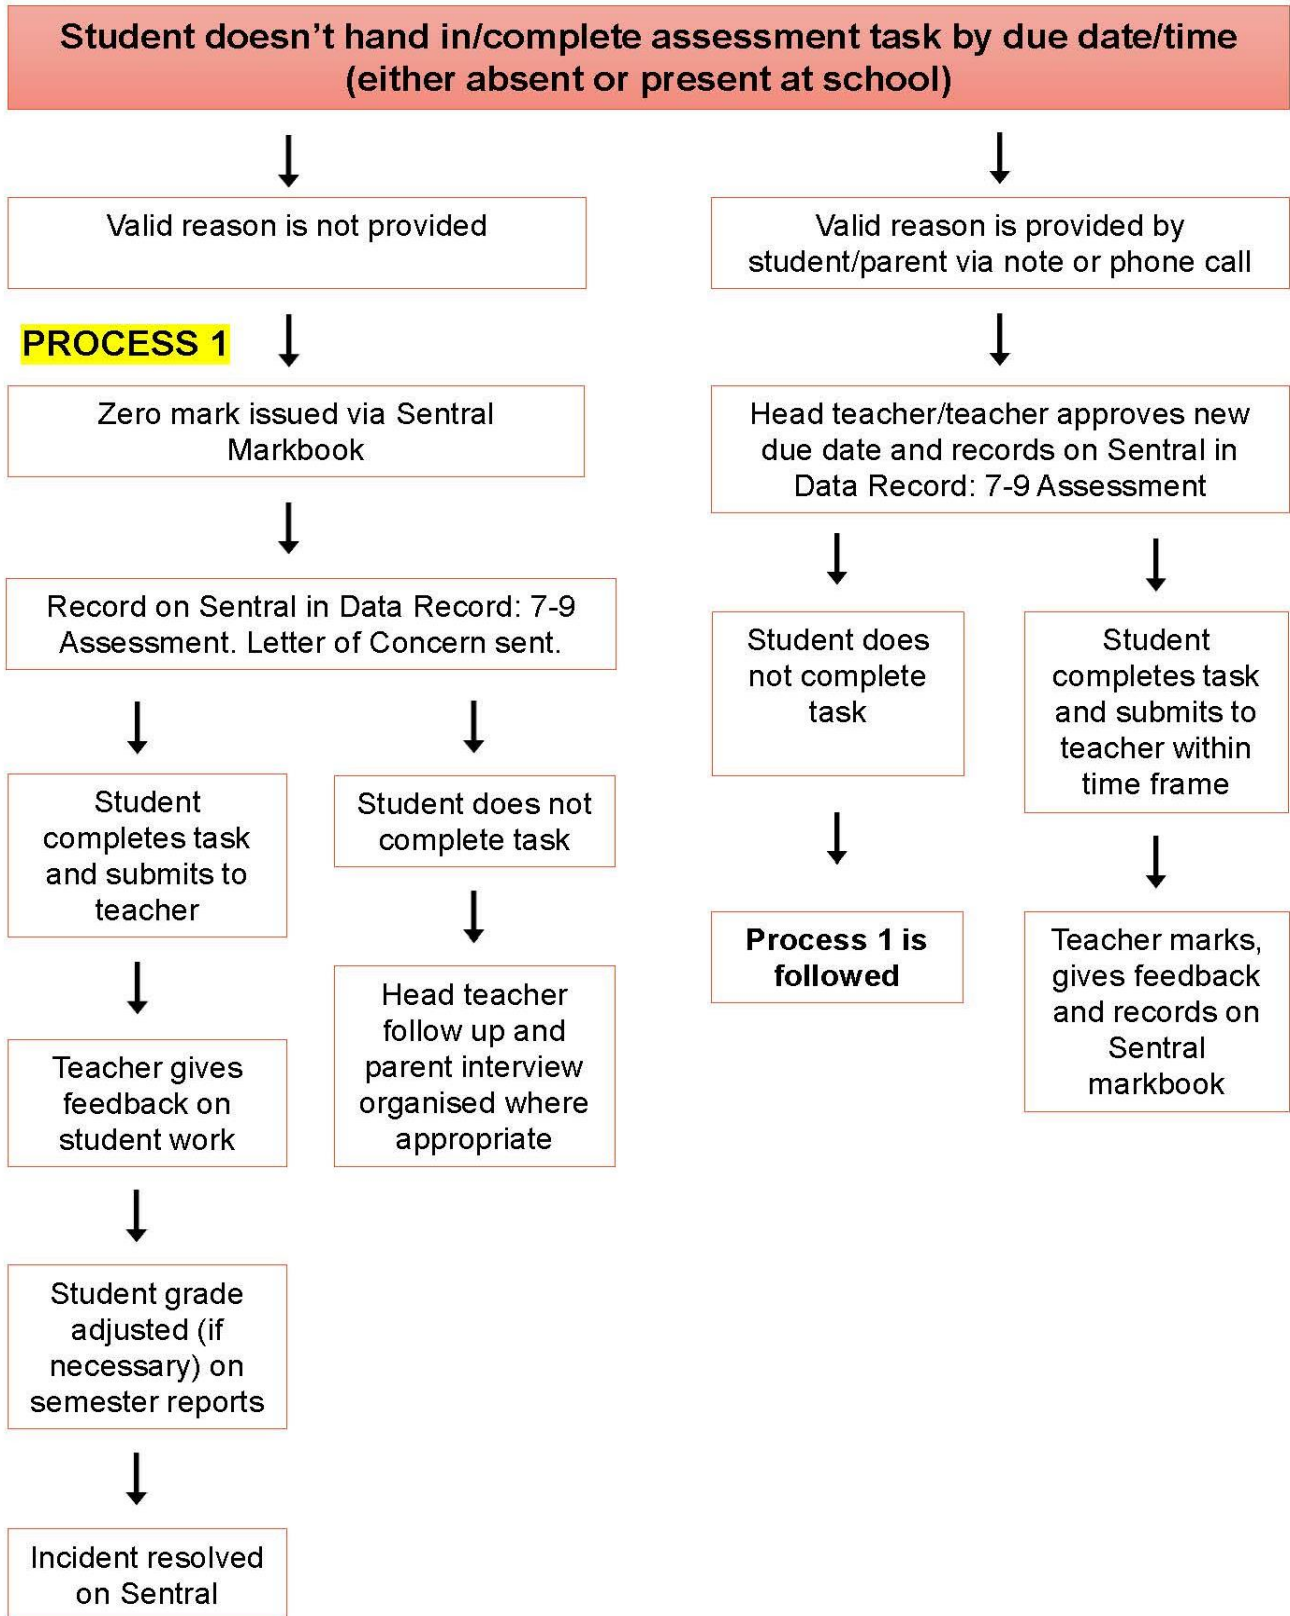 Student doesn’t hand in/complete assessment task by due date/time
(either absent or present at school)
Valid reason is not provided
Valid reason is provided by
student/parent via note or phone call
PROCESS 1
Zero mark issued via Sentral
Markbook
Head teacher/teacher approves new
due date and records on Sentral in
Data Record: 7-9 Assessment
Record on Sentral in Data Record: 7-9
Assessment. Letter of Concern sent.
Student
completes task
and submits to
teacher
Student does not
complete task
Student does
not complete
task
Student
completes task
and submits to
teacher within
time frame
Teacher gives
feedback on
student work
Head teacher
follow up and
parent interview
organised where
appropriate
Process 1 is
followed
Teacher marks,
gives feedback
and records on
Sentral
markbook
Student grade
adjusted (if
necessary) on
semester reports
Incident resolved
on Sentral